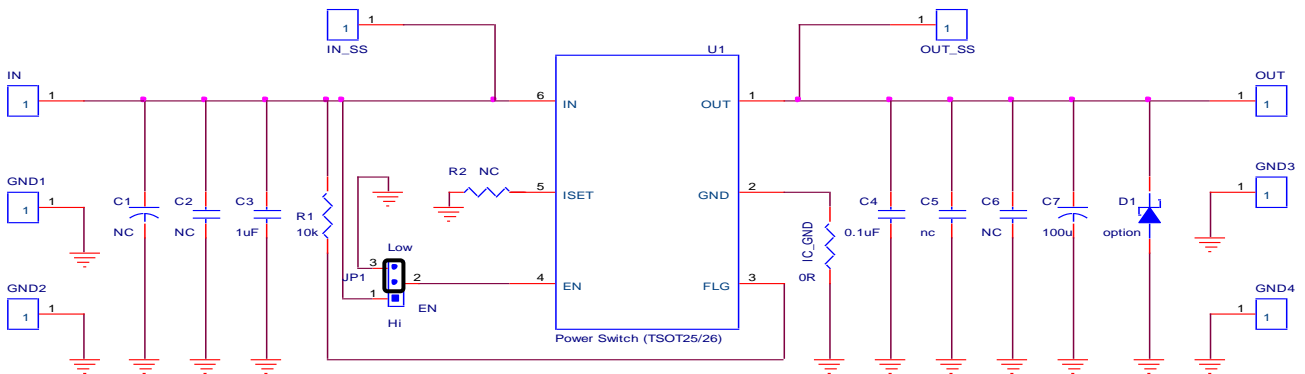 1
IN_SS
1
1
OUT_SS
1
U1
IN
1
1
6
IN
OUT
1
OUT
1
1
GND1
1
1
C1
NC
C2
NC
C3
1uF
R1
10k
R2 NC
5
ISET
GND
2
IC_GND
0R
C4
0.1uF
C5
nc
C6
NC
C7
100u
D1
option
GND3
1
1
Low
3
JP1
2
1
EN
Hi
4
EN
FLG
3
GND2
1
1
GND4
1
1
Power Switch (TSOT25/26)